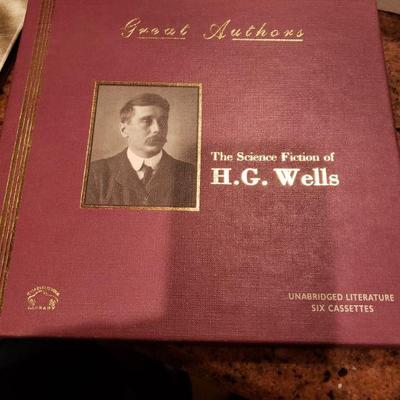 Great Authors
The Science Fiction of
H.G. Wells
UNABRIDGED LITERATURE
SIX CASSETTES